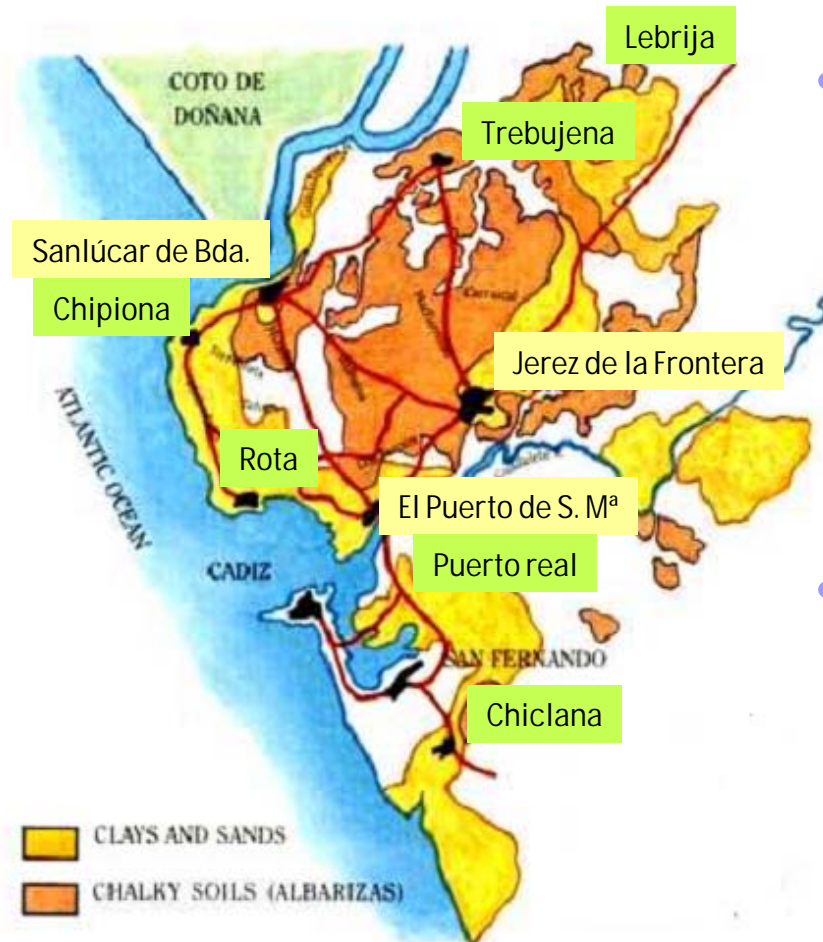 Lebrija
COTO DE
DOÑANA
Trebujena
Sanlúcar de Bda.
Chipiona
Carrascal
Jerez de la Frontera
ATLANTIC OCEAN
Rota
El Puerto de S. Mª
CADIZ
Puerto real
SAN FERNANDO
Chiclana
CLAYS AND SANDS
CHALKY SOILS (ALBARIZAS)